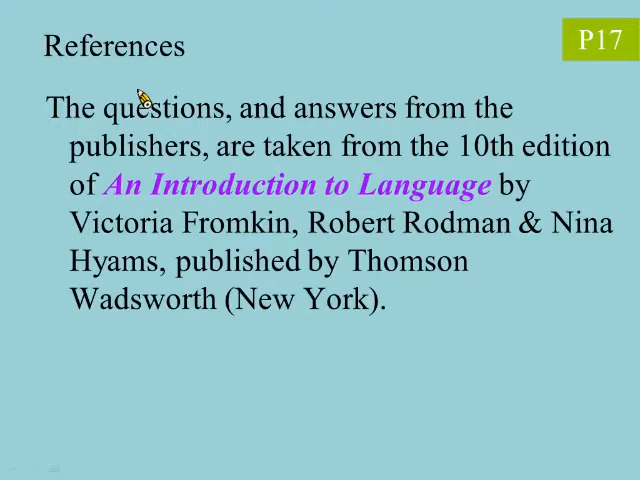 References
P17
The questions, and answers from the
publishers, are taken from the 10th edition
of An Introduction to Language by
Victoria Fromkin, Robert Rodman & Nina
Hyams, published by Thomson
Wadsworth (New York).